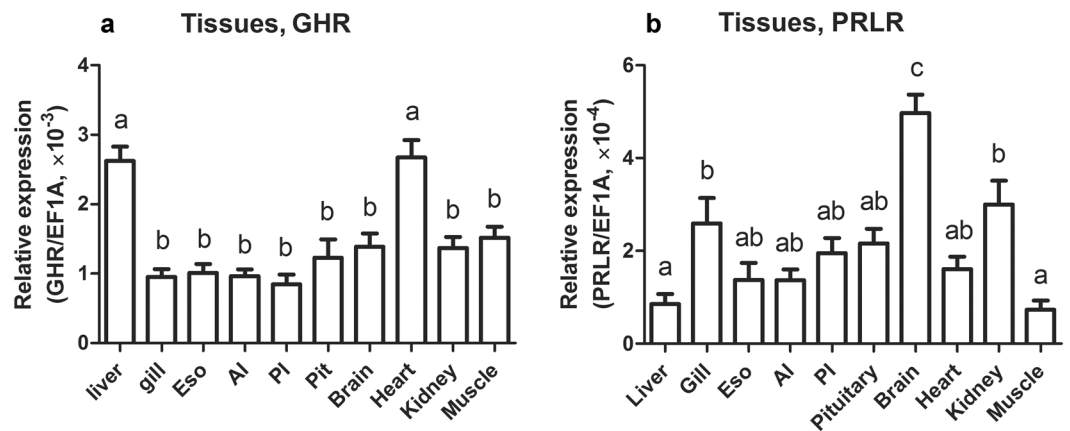 a Tissues, GHR
Relative expression
(GHR/EF1A, ×10⁻³)
4
3
2
1
0
a
b
b
b
b
b
b
a
b
b
liver
gill
Eso
AI
PI
Pit
Brain
Heart
Kidney
Muscle
b Tissues, PRLR
Relative expression
(PRLR/EF1A, ×10⁻⁴)
6
4
2
0
a
b
ab
ab
ab
ab
c
ab
b
a
Liver
Gill
Eso
AI
PI
Pituitary
Brain
Heart
Kidney
Muscle